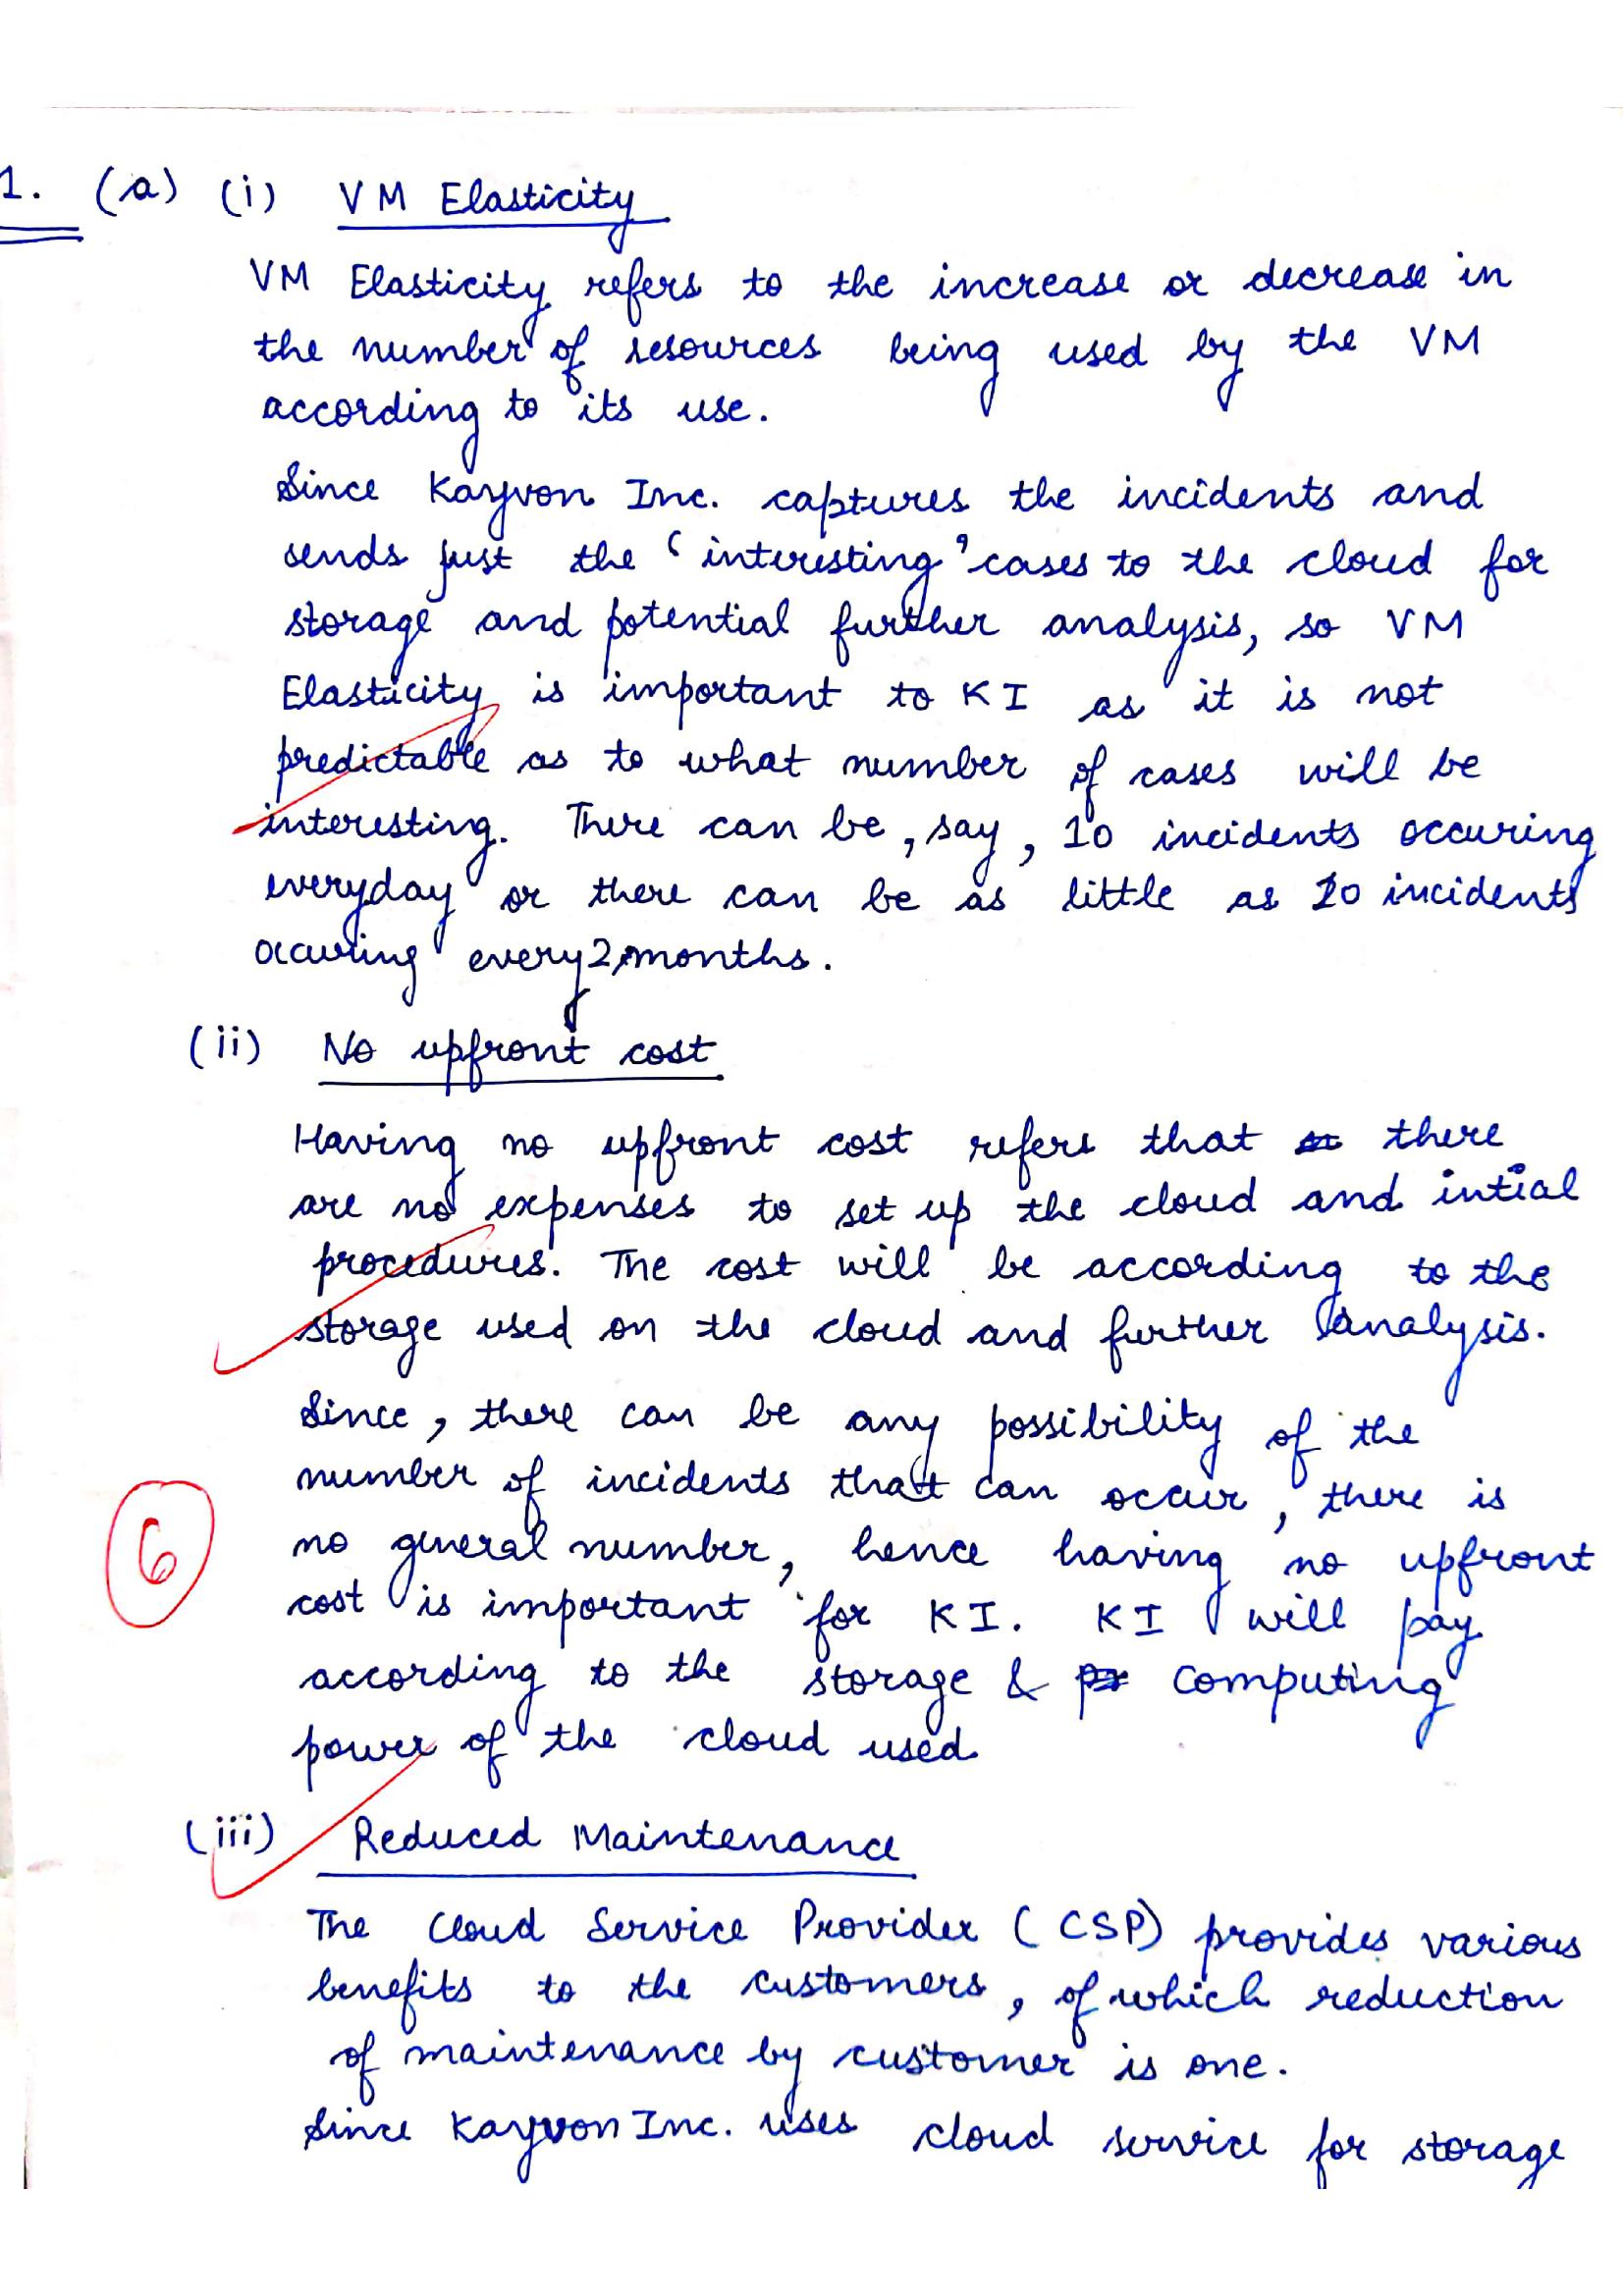 1. (a) (i) VM Elasticity
VM Elasticity refers to the increase or decrease in
the number of resources being used by the VM
according to its use.
Since Kayvon Inc. captures the incidents and
sends just the 'interesting' cases to the cloud for
storage and potential further analysis, so VM
Elasticity is important to KI as it is not
predictable as to what number of cases will be
interesting. There can be, say, 10 incidents occuring
everyday or there can be as little as 10 incidents
occuring every 2 months.
(ii) No upfront cost
Having no upfront cost refers that there
are no expenses to set up the cloud and intial
procedures. The cost will be according to the
storage used on the cloud and further analysis.
Since, there can be any possibility of the
number of incidents that can occur, there is
no general number, hence having no upfront
6
cost is important for KI. KI will pay
according to the storage & computing
power of the cloud used
(iii) Reduced Maintenance
The Cloud Service Provider (CSP) provides various
benefits to the customers, of which reduction
of maintenance by customer is one.
Since Kayvon Inc. uses cloud service for storage